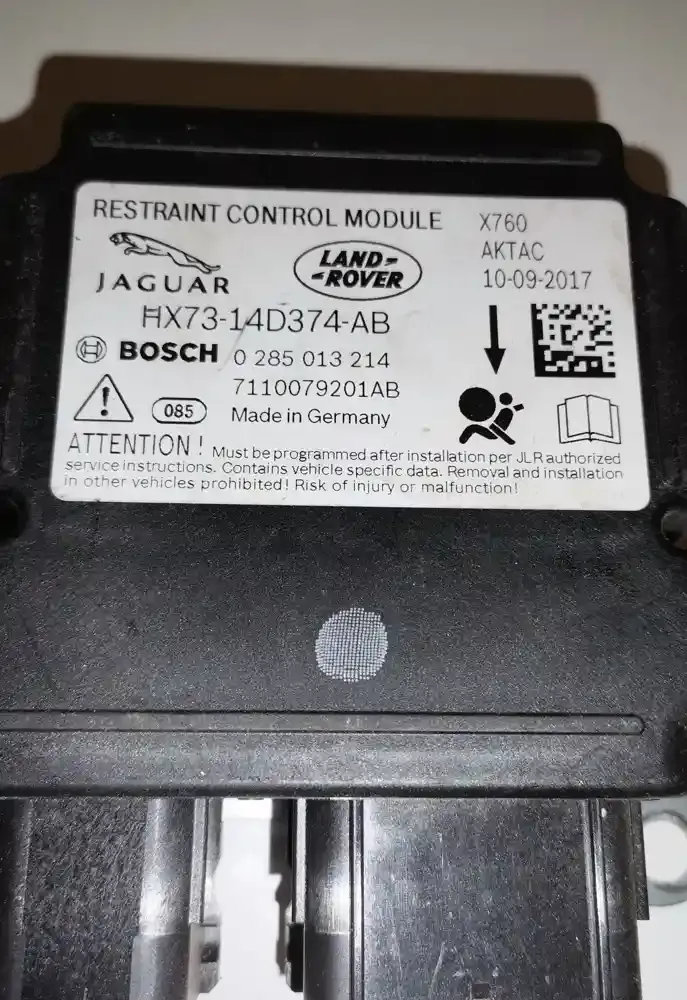 RESTRAINT CONTROL MODULE
X760
AKTAC
10-09-2017
JAGUAR
LAND-
-ROVER
HX73-14D374-AB
BOSCH 0 285 013 214
7110079201AB
085
Made in Germany
ATTENTION! Must be programmed after installation per JLR authorized
service instructions. Contains vehicle specific data. Removal and installation
in other vehicles prohibited! Risk of injury or malfunction!